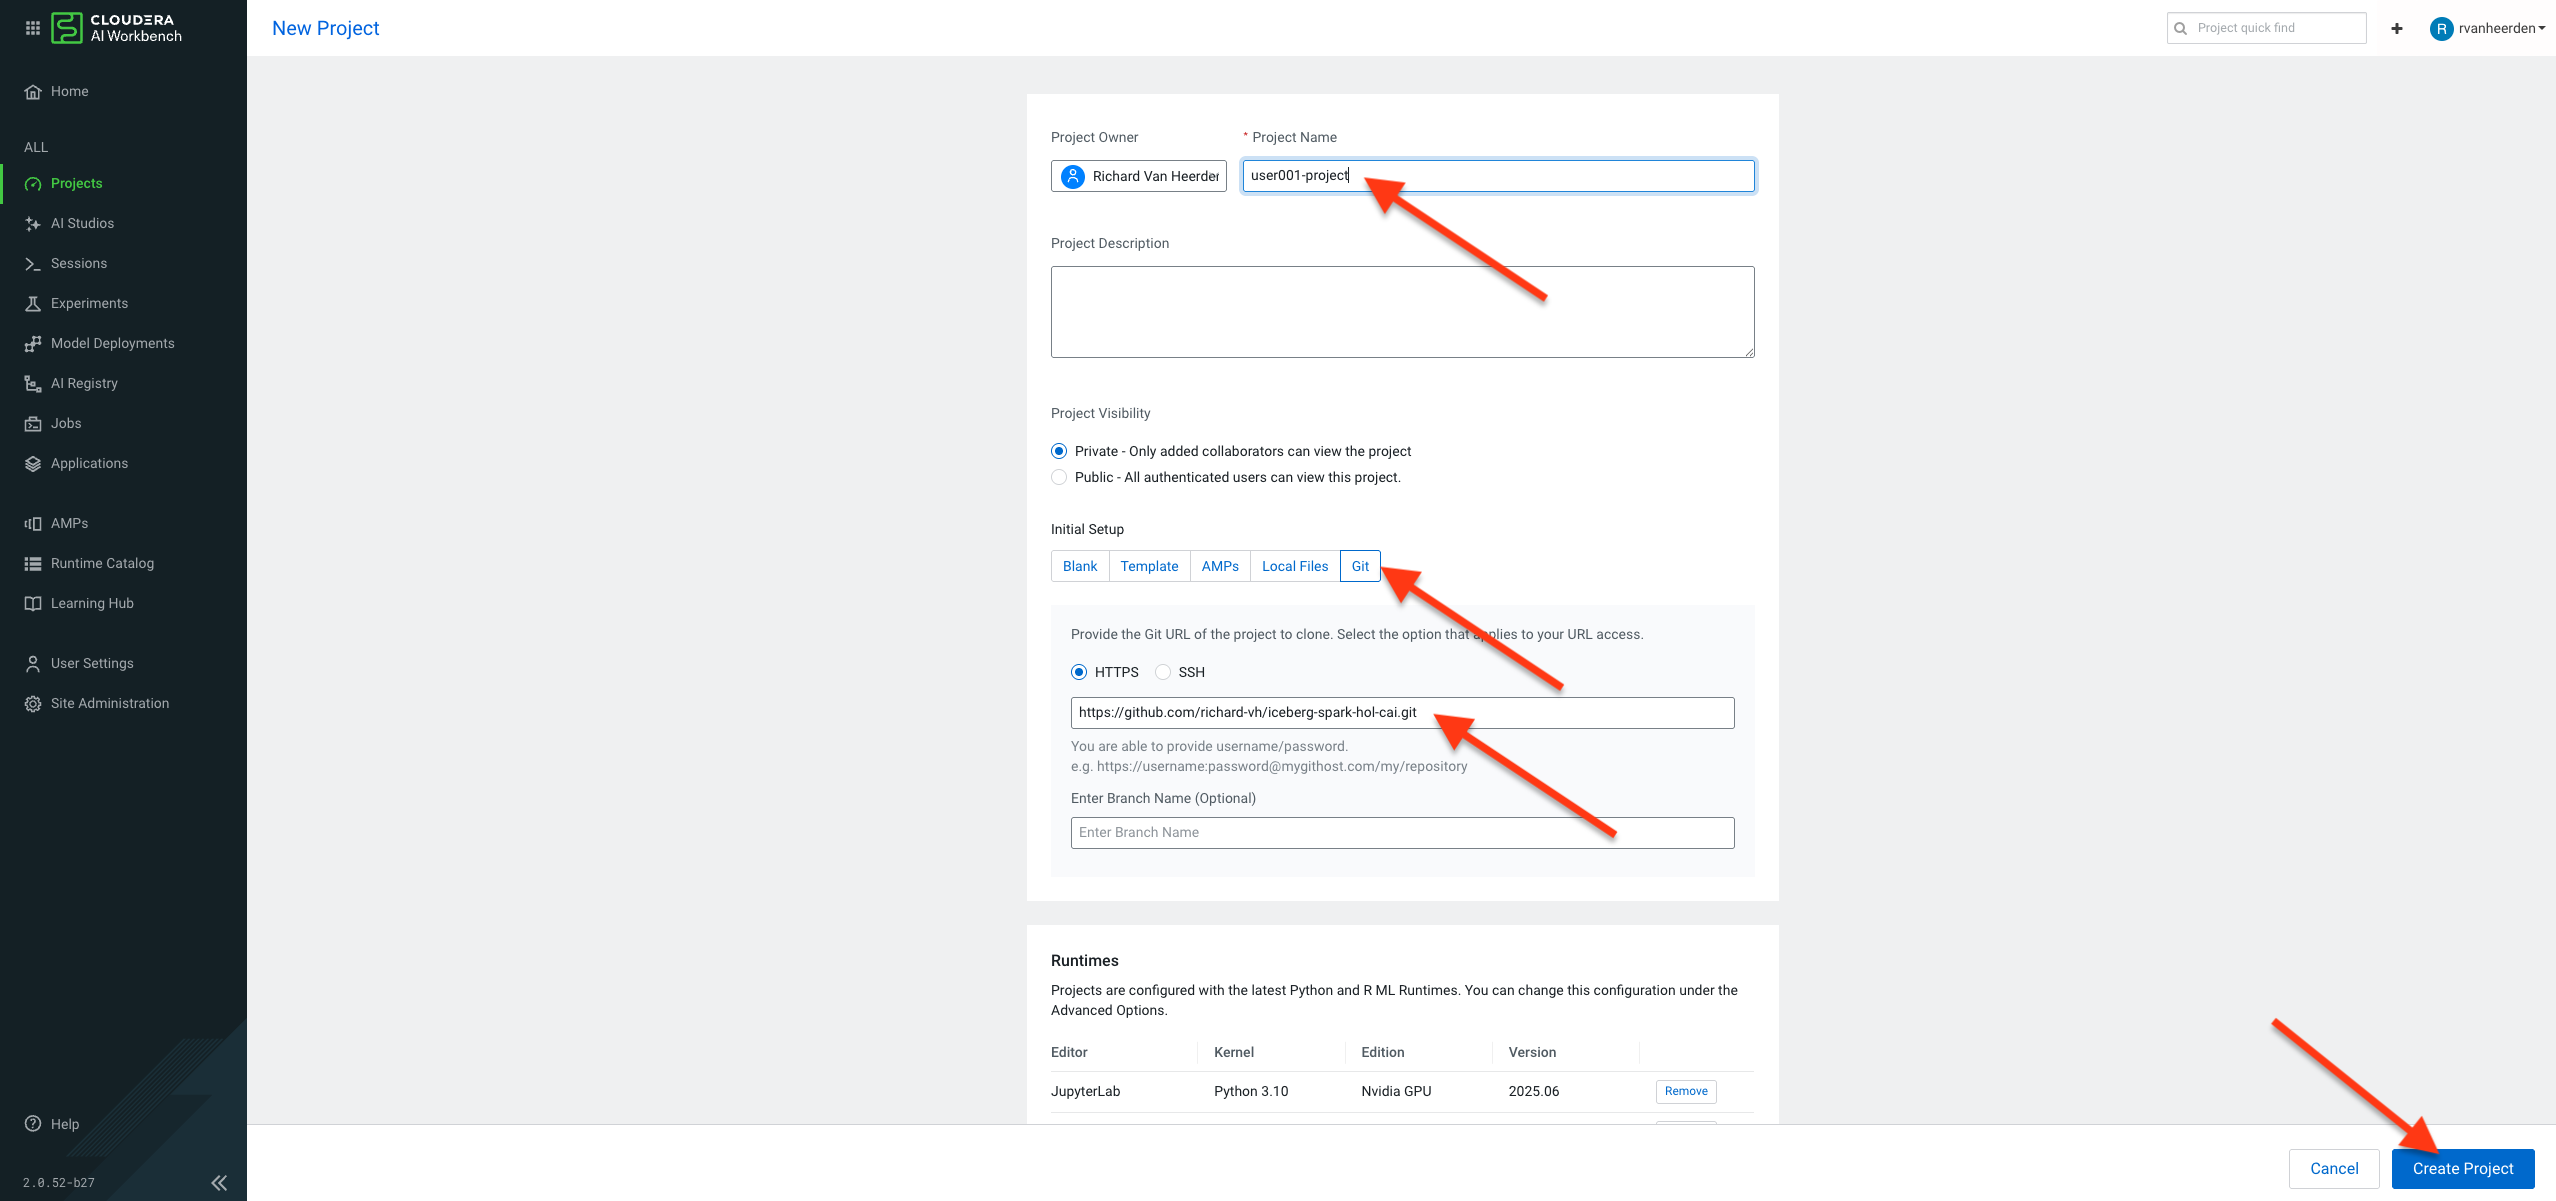 CLOUDERA
AI Workbench
New Project
Project quick find
R
rvanheerden
Home
ALL
Projects
AI Studios
Sessions
Experiments
Model Deployments
AI Registry
Jobs
Applications
AMPs
Runtime Catalog
Learning Hub
User Settings
Site Administration
Help
2.0.52-b27
Project Owner
* Project Name
Richard Van Heerden
user001-project
Project Description
Project Visibility
Private - Only added collaborators can view the project
Public - All authenticated users can view this project.
Initial Setup
Blank Template AMPs Local Files Git
Provide the Git URL of the project to clone. Select the option that applies to your URL access.
HTTPS SSH
https://github.com/richard-vh/iceberg-spark-hol-cai.git
You are able to provide username/password.
e.g. https://username:password@mygithost.com/my/repository
Enter Branch Name (Optional)
Enter Branch Name
Runtimes
Projects are configured with the latest Python and R ML Runtimes. You can change this configuration under the
Advanced Options.
Editor Kernel Edition Version
JupyterLab Python 3.10 Nvidia GPU 2025.06 Remove
Cancel Create Project